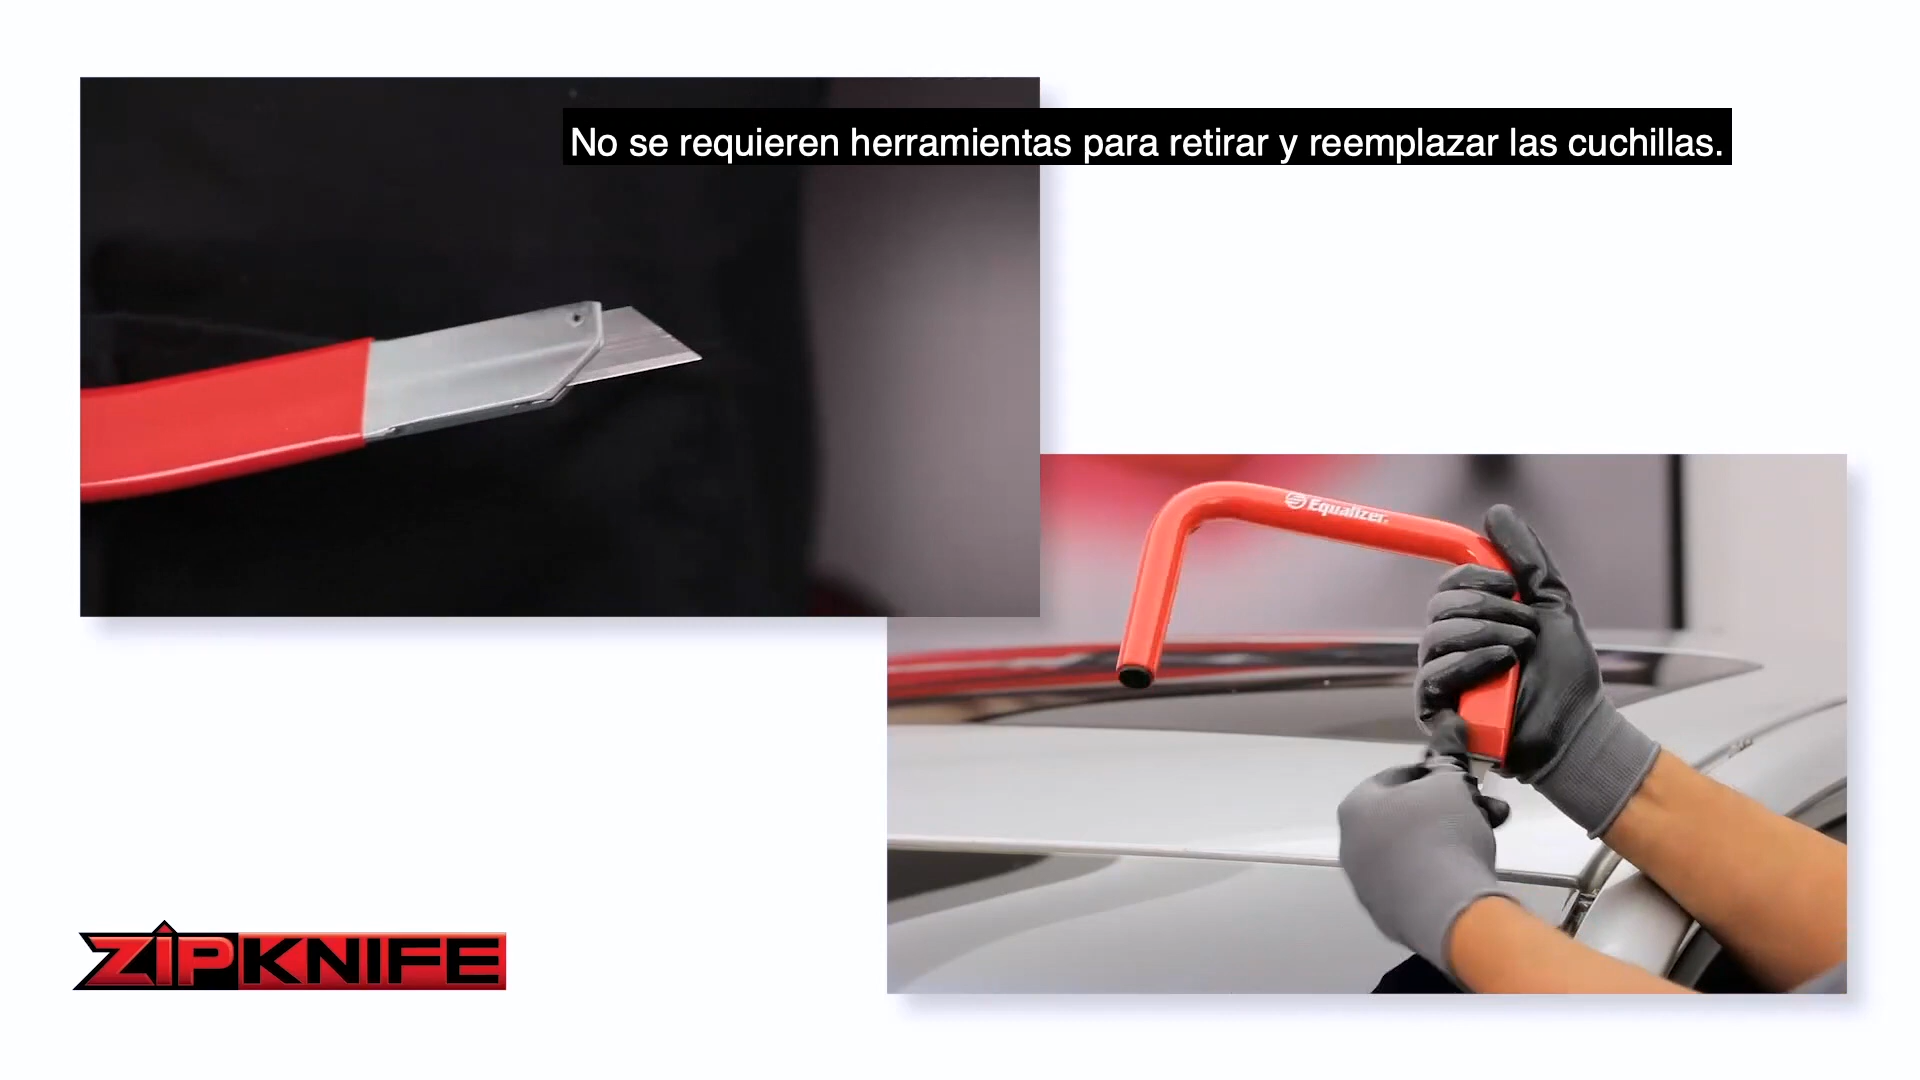 No se requieren herramientas para retirar y reemplazar las cuchillas.
Equalizer
ZIPKNIFE